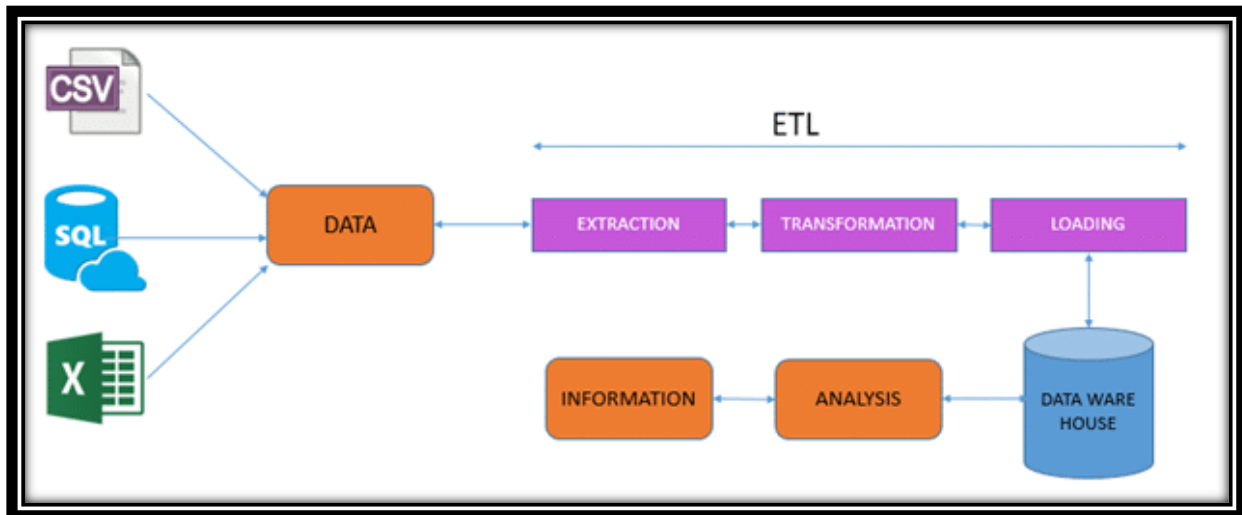 CSV
ETL
SQL
DATA
EXTRACTION
TRANSFORMATION
LOADING
X
INFORMATION
ANALYSIS
DATA WARE
HOUSE